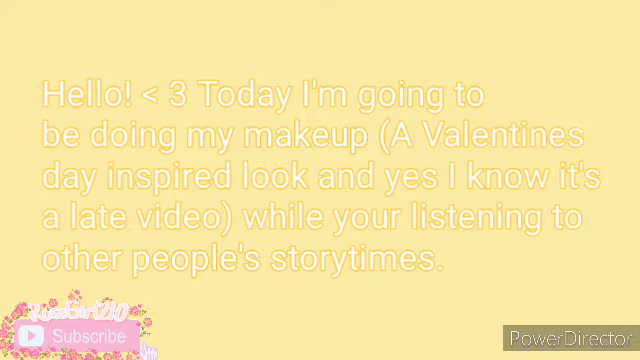 Hello! < 3 Today I'm going to
be doing my makeup (A Valentines
day inspired look and yes I know it's
a late video) while your listening to
other people's storytimes.
RoseGirl210
Subscribe
PowerDirector